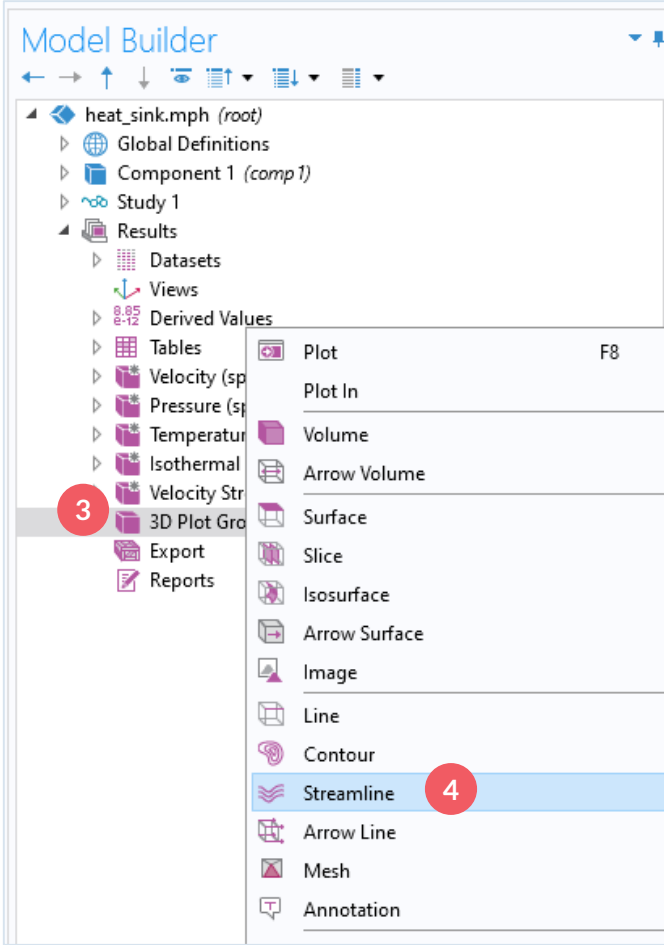 Model Builder
heat_sink.mph (root)
Global Definitions
Component 1 (comp1)
Study 1
Results
Datasets
Views
8.85
e-12
Derived Values
Tables
Velocity (sp
Pressure (sp
Temperatur
Isothermal
Velocity Str
3
3D Plot Gro
Export
Reports
Plot F8
Plot In
Volume
Arrow Volume
Surface
Slice
Isosurface
Arrow Surface
Image
Line
Contour
Streamline 4
Arrow Line
Mesh
Annotation